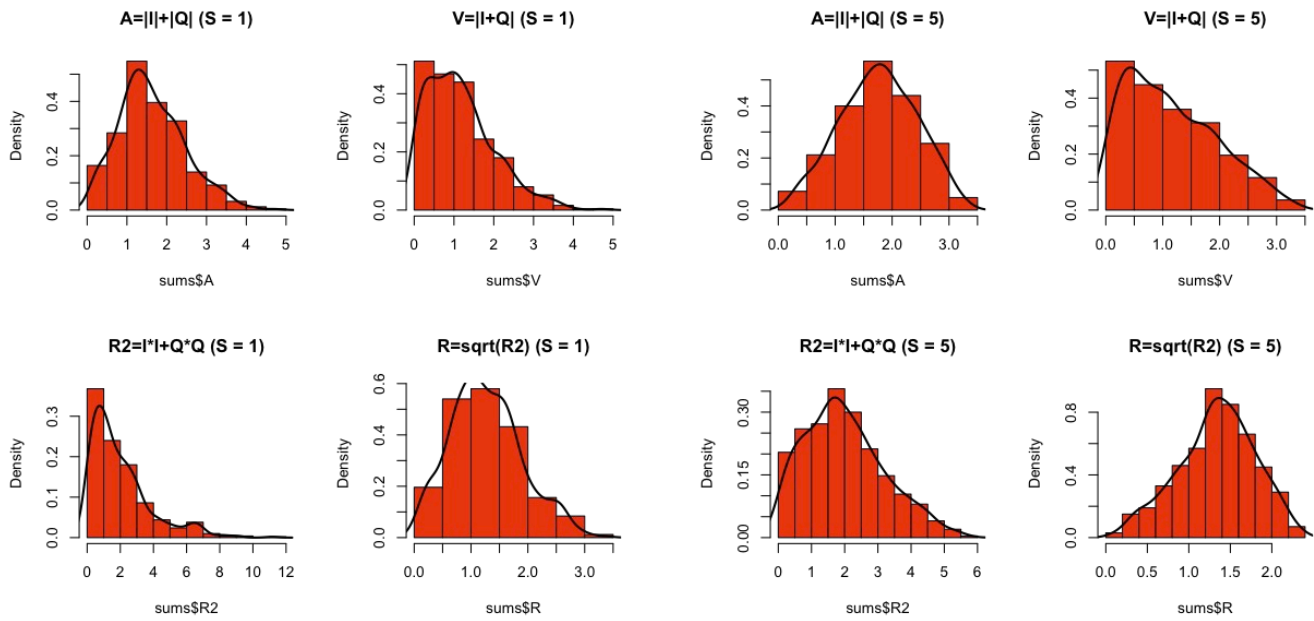 A=|I|+|Q| (S = 1)
Density
0.0 0.2 0.4
0 1 2 3 4 5
sums$A
V=|I+Q| (S = 1)
Density
0.0 0.2 0.4
0 1 2 3 4 5
sums$V
A=|I|+|Q| (S = 5)
Density
0.0 0.2 0.4
0.0 1.0 2.0 3.0
sums$A
V=|I+Q| (S = 5)
Density
0.0 0.2 0.4
0.0 1.0 2.0 3.0
sums$V
R2=I*I+Q*Q (S = 1)
Density
0.0 0.1 0.2 0.3
0 2 4 6 8 10 12
sums$R2
R=sqrt(R2) (S = 1)
Density
0.0 0.2 0.4 0.6
0.0 1.0 2.0 3.0
sums$R
R2=I*I+Q*Q (S = 5)
Density
0.00 0.15 0.30
0 1 2 3 4 5 6
sums$R2
R=sqrt(R2) (S = 5)
Density
0.0 0.4 0.8
0.0 0.5 1.0 1.5 2.0
sums$R